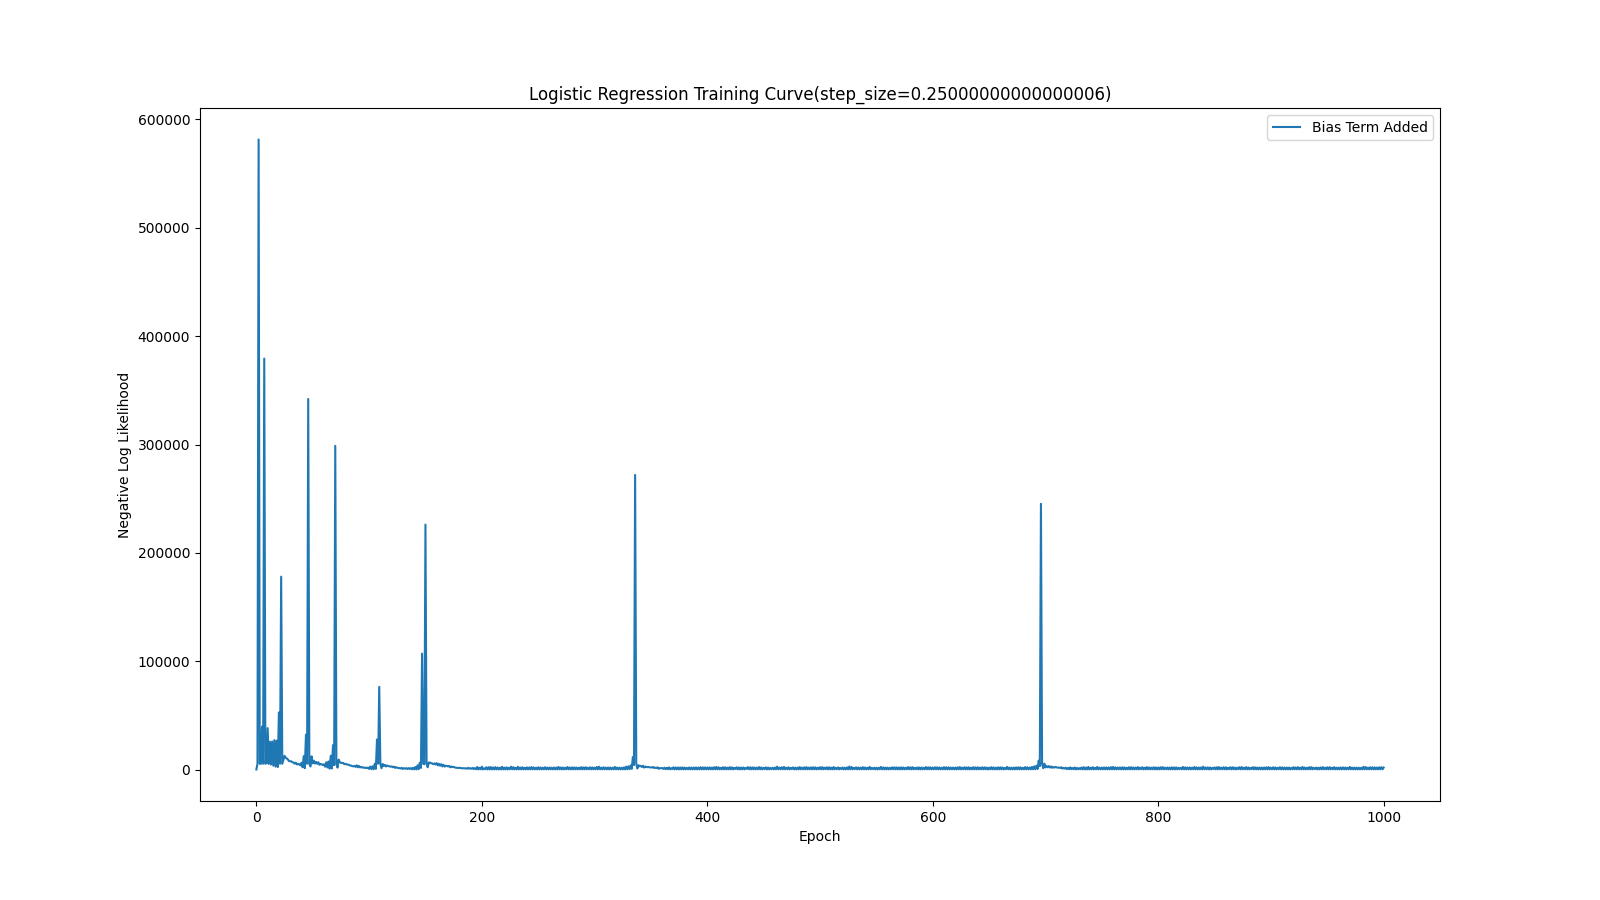 Logistic Regression Training Curve(step_size=0.25000000000000006)
Bias Term Added
600000
500000
400000
300000
200000
100000
0
Negative Log Likelihood
0 200 400 600 800 1000
Epoch